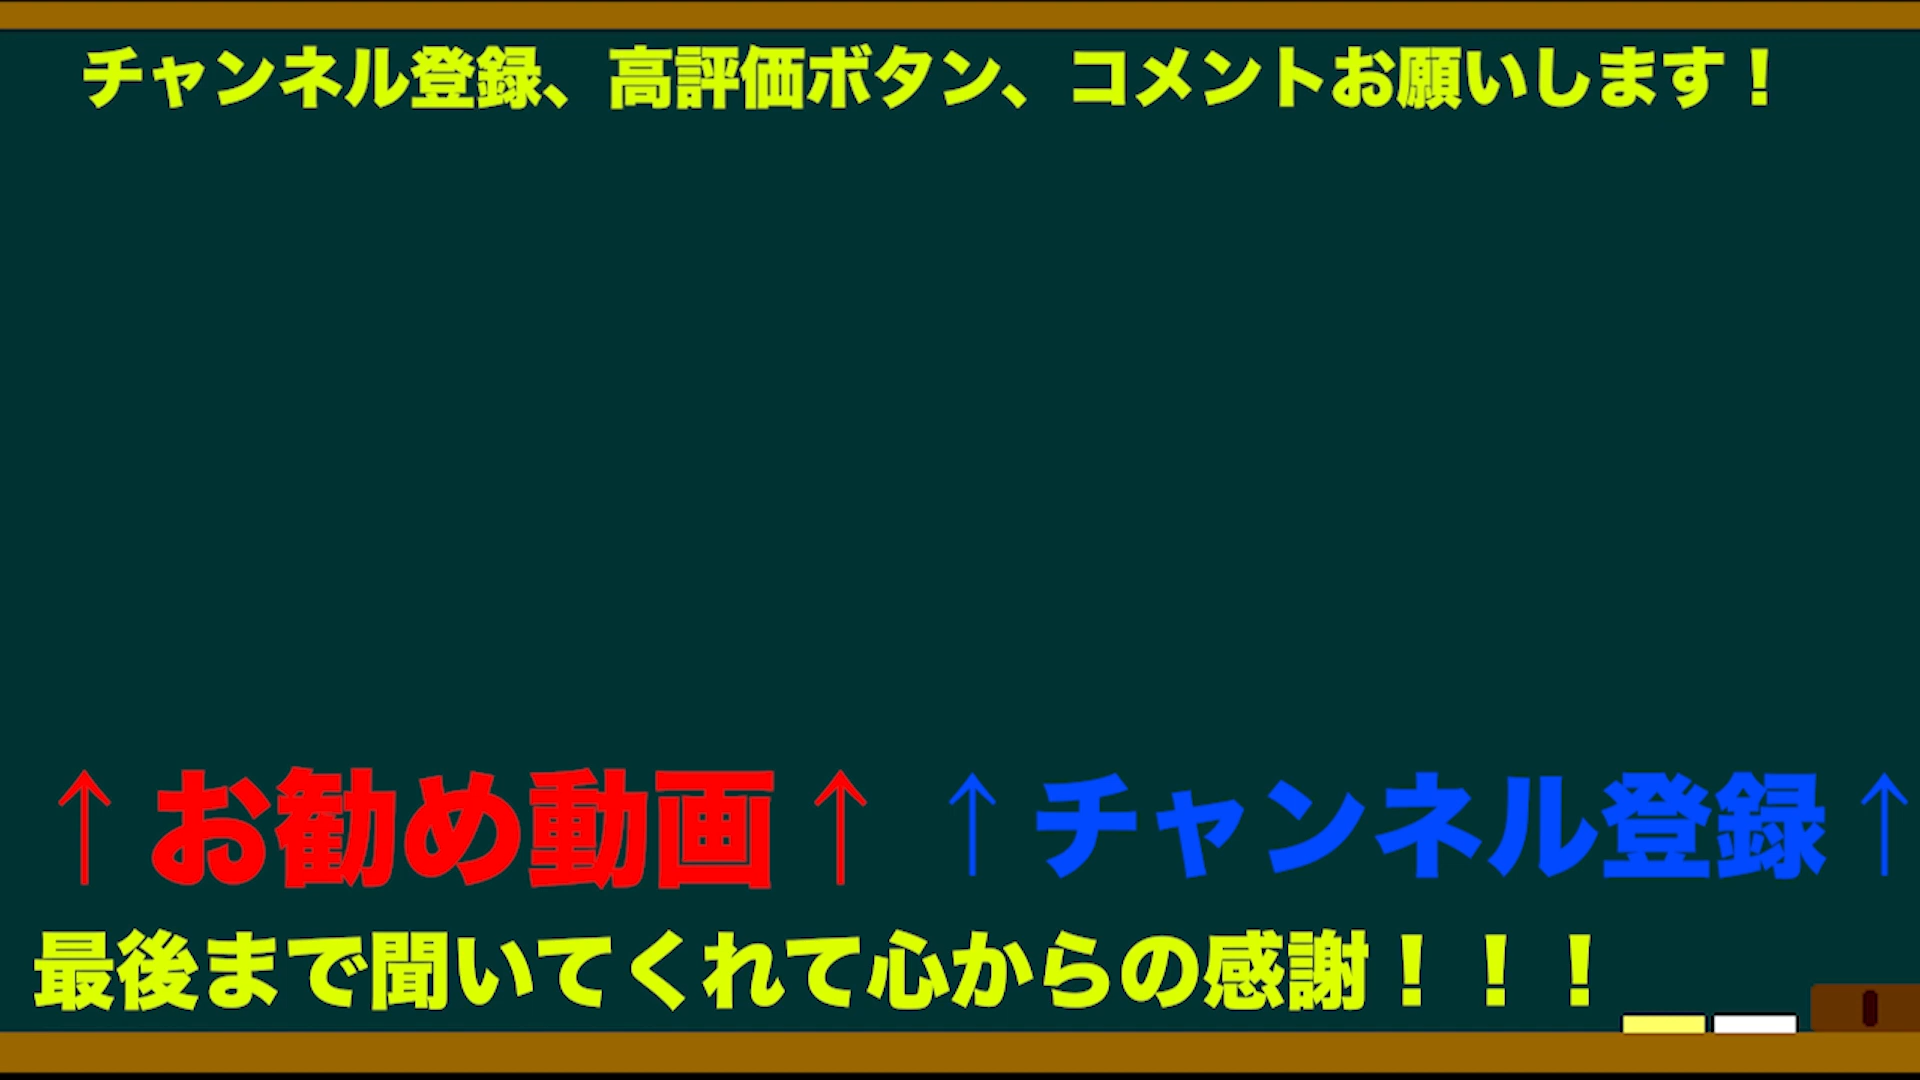 チャンネル登録、高評価ボタン、コメントお願いします！
↑お勧め動画↑ ↑チャンネル登録↑
最後まで聞いてくれて心からの感謝！！！